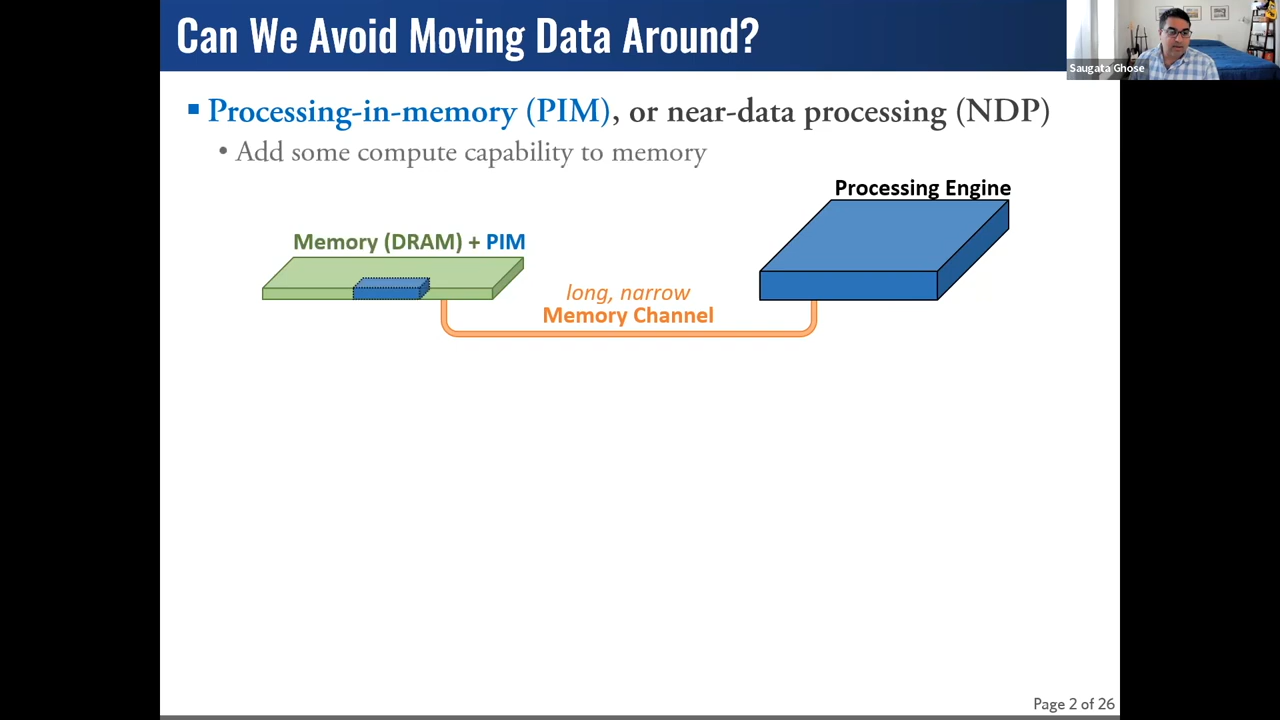 Can We Avoid Moving Data Around?
Saugata Ghose
▪ Processing-in-memory (PIM), or near-data processing (NDP)
• Add some compute capability to memory
Processing Engine
Memory (DRAM) + PIM
long, narrow
Memory Channel
Page 2 of 26